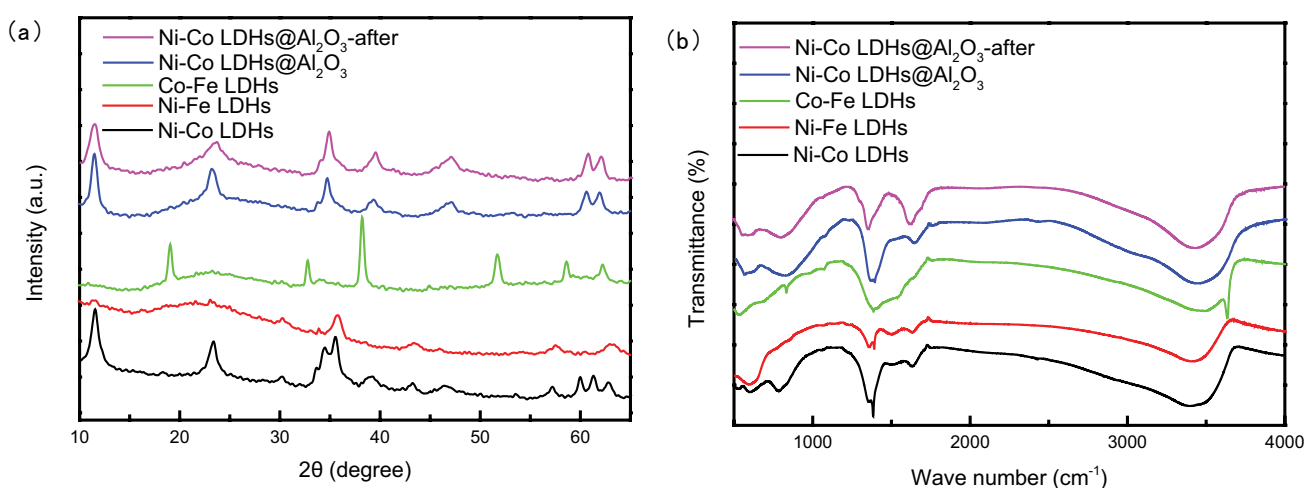 (a)
Ni-Co LDHs@Al₂O₃-after
Ni-Co LDHs@Al₂O₃
Co-Fe LDHs
Ni-Fe LDHs
Ni-Co LDHs
Intensity (a.u.)
10 20 30 40 50 60
2θ (degree)
(b)
Ni-Co LDHs@Al₂O₃-after
Ni-Co LDHs@Al₂O₃
Co-Fe LDHs
Ni-Fe LDHs
Ni-Co LDHs
Transmittance (%)
1000 2000 3000 4000
Wave number (cm⁻¹)